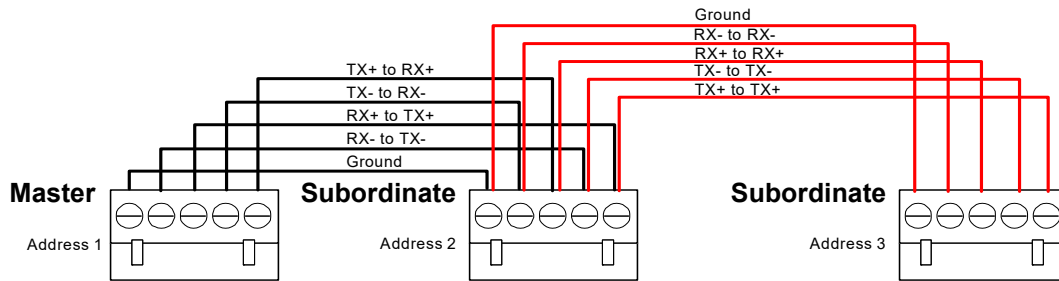 Ground
RX- to RX-
RX+ to RX+
TX- to TX-
TX+ to TX+
TX+ to RX+
TX- to RX-
RX+ to TX+
RX- to TX-
Ground
Master
Subordinate
Subordinate
Address 1
Address 2
Address 3